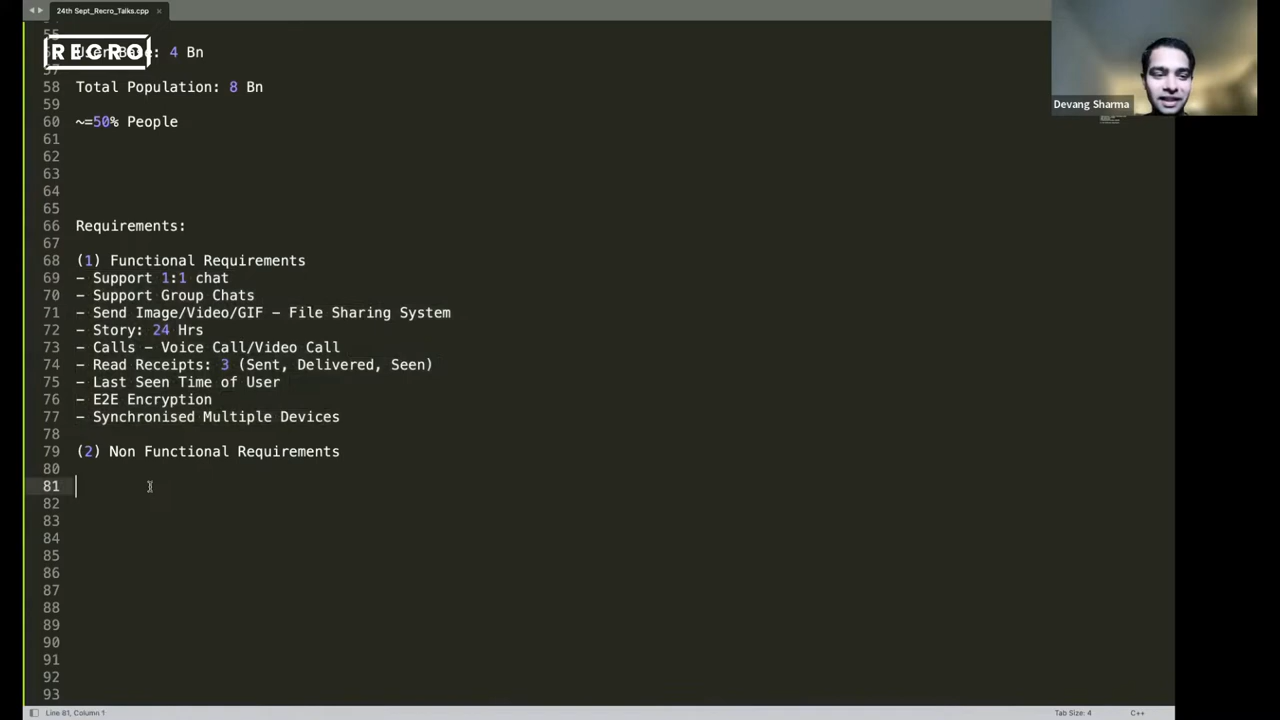 24th Sept_Recro_Talks.cpp
55
RECRO
Base: 4 Bn
57
58 Total Population: 8 Bn
59
60 ~=50% People
61
62
63
64
65
66 Requirements:
67
68 (1) Functional Requirements
69 - Support 1:1 chat
70 - Support Group Chats
71 - Send Image/Video/GIF - File Sharing System
72 - Story: 24 Hrs
73 - Calls - Voice Call/Video Call
74 - Read Receipts: 3 (Sent, Delivered, Seen)
75 - Last Seen Time of User
76 - E2E Encryption
77 - Synchronised Multiple Devices
78
79 (2) Non Functional Requirements
80
81
82
83
84
85
86
87
88
89
90
91
92
93
Devang Sharma
Line 81, Column 1
Tab Size: 4
C++